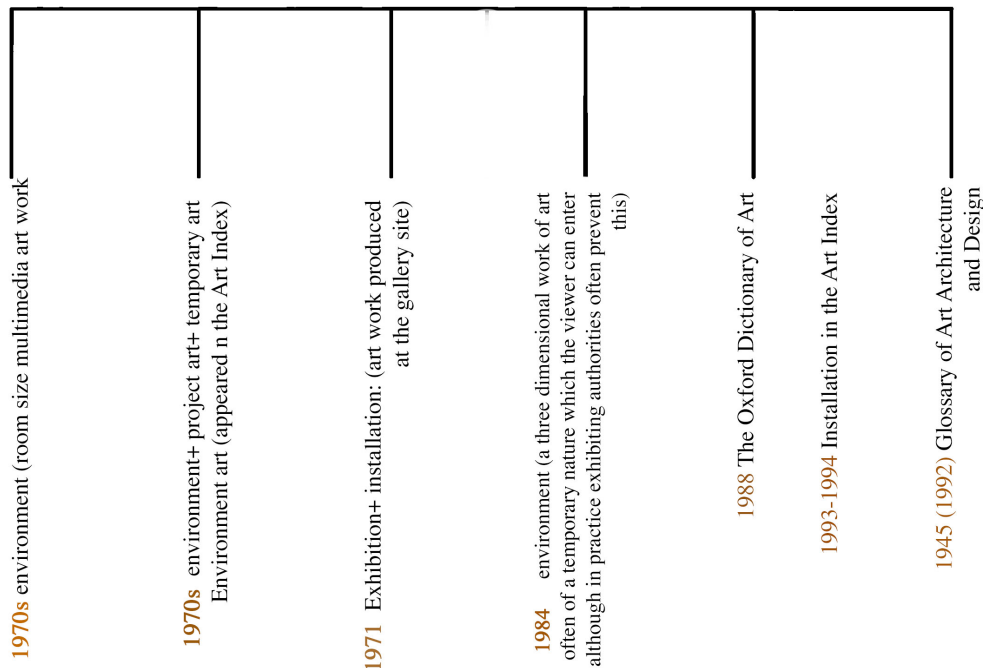 1970s environment (room size multimedia art work
1970s environment+ project art+ temporary art
Environment art (appeared n the Art Index)
1971 Exhibition+ installation: (art work produced
at the gallery site)
1984 environment (a three dimensional work of art
often of a temporary nature which the viewer can enter
although in practice exhibiting authorities often prevent
this)
1988 The Oxford Dictionary of Art
1993-1994 Installation in the Art Index
1945 (1992) Glossary of Art Architecture
and Design